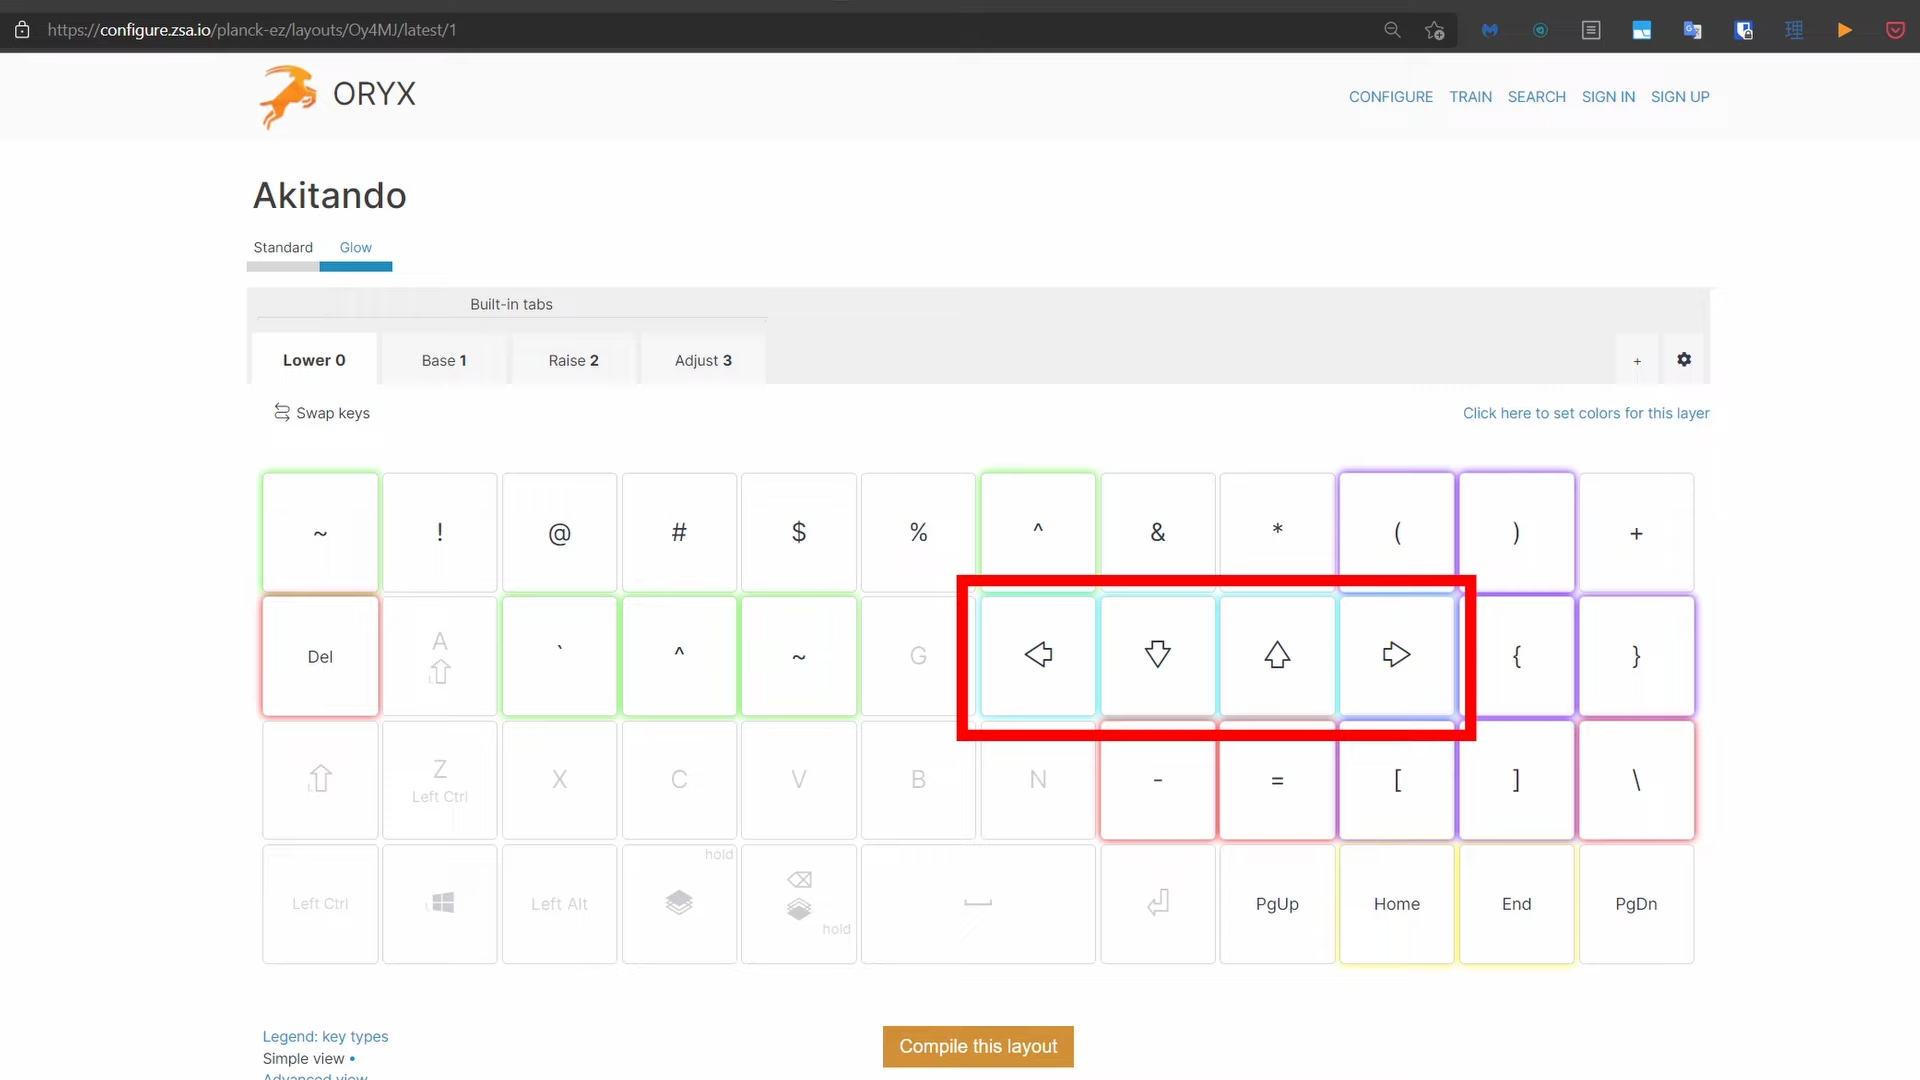 https://configure.zsa.io/planck-ez/layouts/Oy4MJ/latest/1
ORYX
CONFIGURE TRAIN SEARCH SIGN IN SIGN UP
Akitando
Standard Glow
Built-in tabs
Lower 0 Base 1 Raise 2 Adjust 3 +
Swap keys Click here to set colors for this layer
~ ! @ # $ % ^ & * ( ) +
Del A ` ^ ~ G { }
Z Left Ctrl X C V B N - = [ ] \
Left Ctrl Left Alt hold hold PgUp Home End PgDn
Legend: key types
Compile this layout
Simple view •
Advanced view